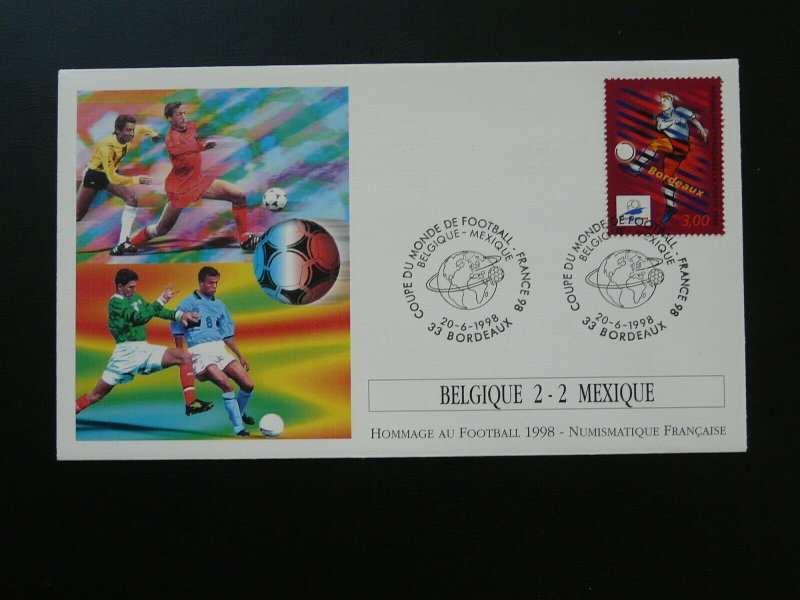 Bordeaux
3,00
COUPE DU MONDE DE FOOTBALL - FRANCE 98
BELGIQUE - MEXIQUE
20-6-1998
33 BORDEAUX
COUPE DU MONDE DE FOOTBALL - FRANCE 98
BELGIQUE - MEXIQUE
20-6-1998
33 BORDEAUX
8
BELGIQUE 2 - 2 MEXIQUE
HOMMAGE AU FOOTBALL 1998 - NUMISMATIQUE FRANÇAISE